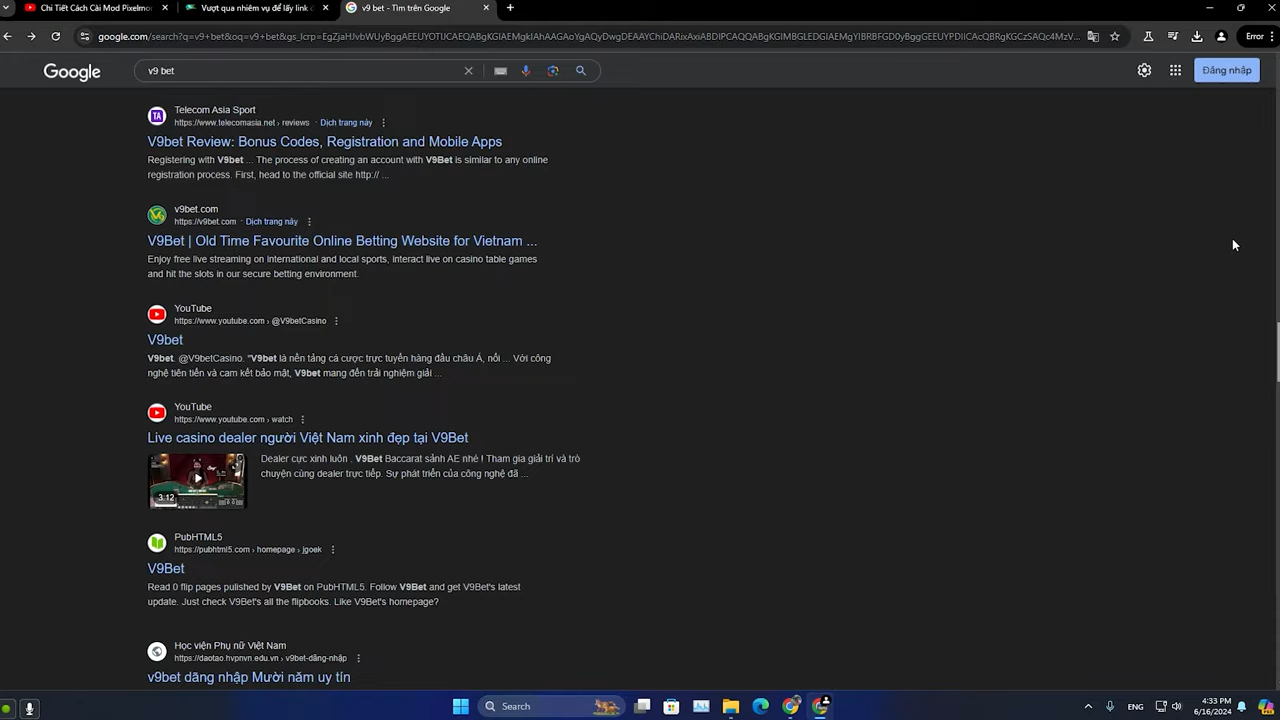 Chi Tiết Cách Cài Mod Pixelmon
Vượt qua nhiệm vụ để lấy link
v9 bet - Tìm trên Google
Error
Google
v9 bet
Đăng nhập
Telecom Asia Sport
https://www.telecomasia.net › reviews · Dịch trang này
V9bet Review: Bonus Codes, Registration and Mobile Apps
Registering with V9bet ... The process of creating an account with V9Bet is similar to any online
registration process. First, head to the official site http:// ...
v9bet.com
https://v9bet.com · Dịch trang này
V9Bet | Old Time Favourite Online Betting Website for Vietnam ...
Enjoy free live streaming on international and local sports, interact live on casino table games
and hit the slots in our secure betting environment.
YouTube
https://www.youtube.com › @V9betCasino
V9bet
V9bet. @V9betCasino. "V9bet là nền tảng cá cược trực tuyến hàng đầu châu Á, nổi ... Với công
nghệ tiên tiến và cam kết bảo mật, V9bet mang đến trải nghiệm giải ...
YouTube
https://www.youtube.com › watch
Live casino dealer người Việt Nam xinh đẹp tại V9Bet
Dealer cực xinh luôn . V9Bet Baccarat sảnh AE nhé ! Tham gia giải trí và trò
chuyện cùng dealer trực tiếp. Sự phát triển của công nghệ đã ...
3:12
PubHTML5
https://pubhtml5.com › homepage › jgoek
V9Bet
Read 0 flip pages pulished by V9Bet on PubHTML5. Follow V9Bet and get V9Bet's latest
update. Just check V9Bet's all the flipbooks. Like V9Bet's homepage?
Học viện Phụ nữ Việt Nam
https://daotao.hvpnvn.edu.vn › v9bet-đăng-nhập
v9bet đăng nhập Mười năm uy tín
Search
ENG
4:33 PM
6/16/2024